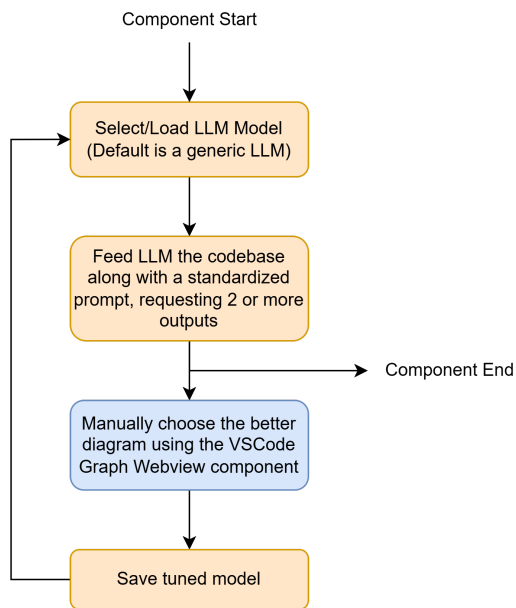 Component Start
Select/Load LLM Model
(Default is a generic LLM)
Feed LLM the codebase
along with a standardized
prompt, requesting 2 or more
outputs
Component End
Manually choose the better
diagram using the VSCode
Graph Webview component
Save tuned model